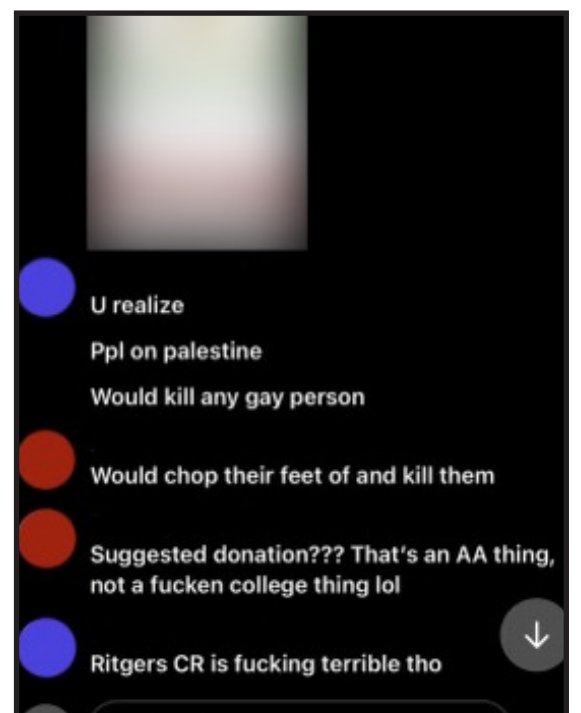 U realize
Ppl on palestine
Would kill any gay person
Would chop their feet of and kill them
Suggested donation??? That's an AA thing,
not a fucken college thing lol
Ritgers CR is fucking terrible tho